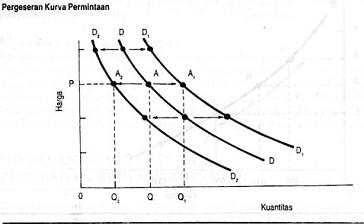 Pergeseran Kurva Permintaan
D₂ D D₁
A₂ A A₁
P
Harga
D₁
D
D₂
0 Q₂ Q Q₁
Kuantitas